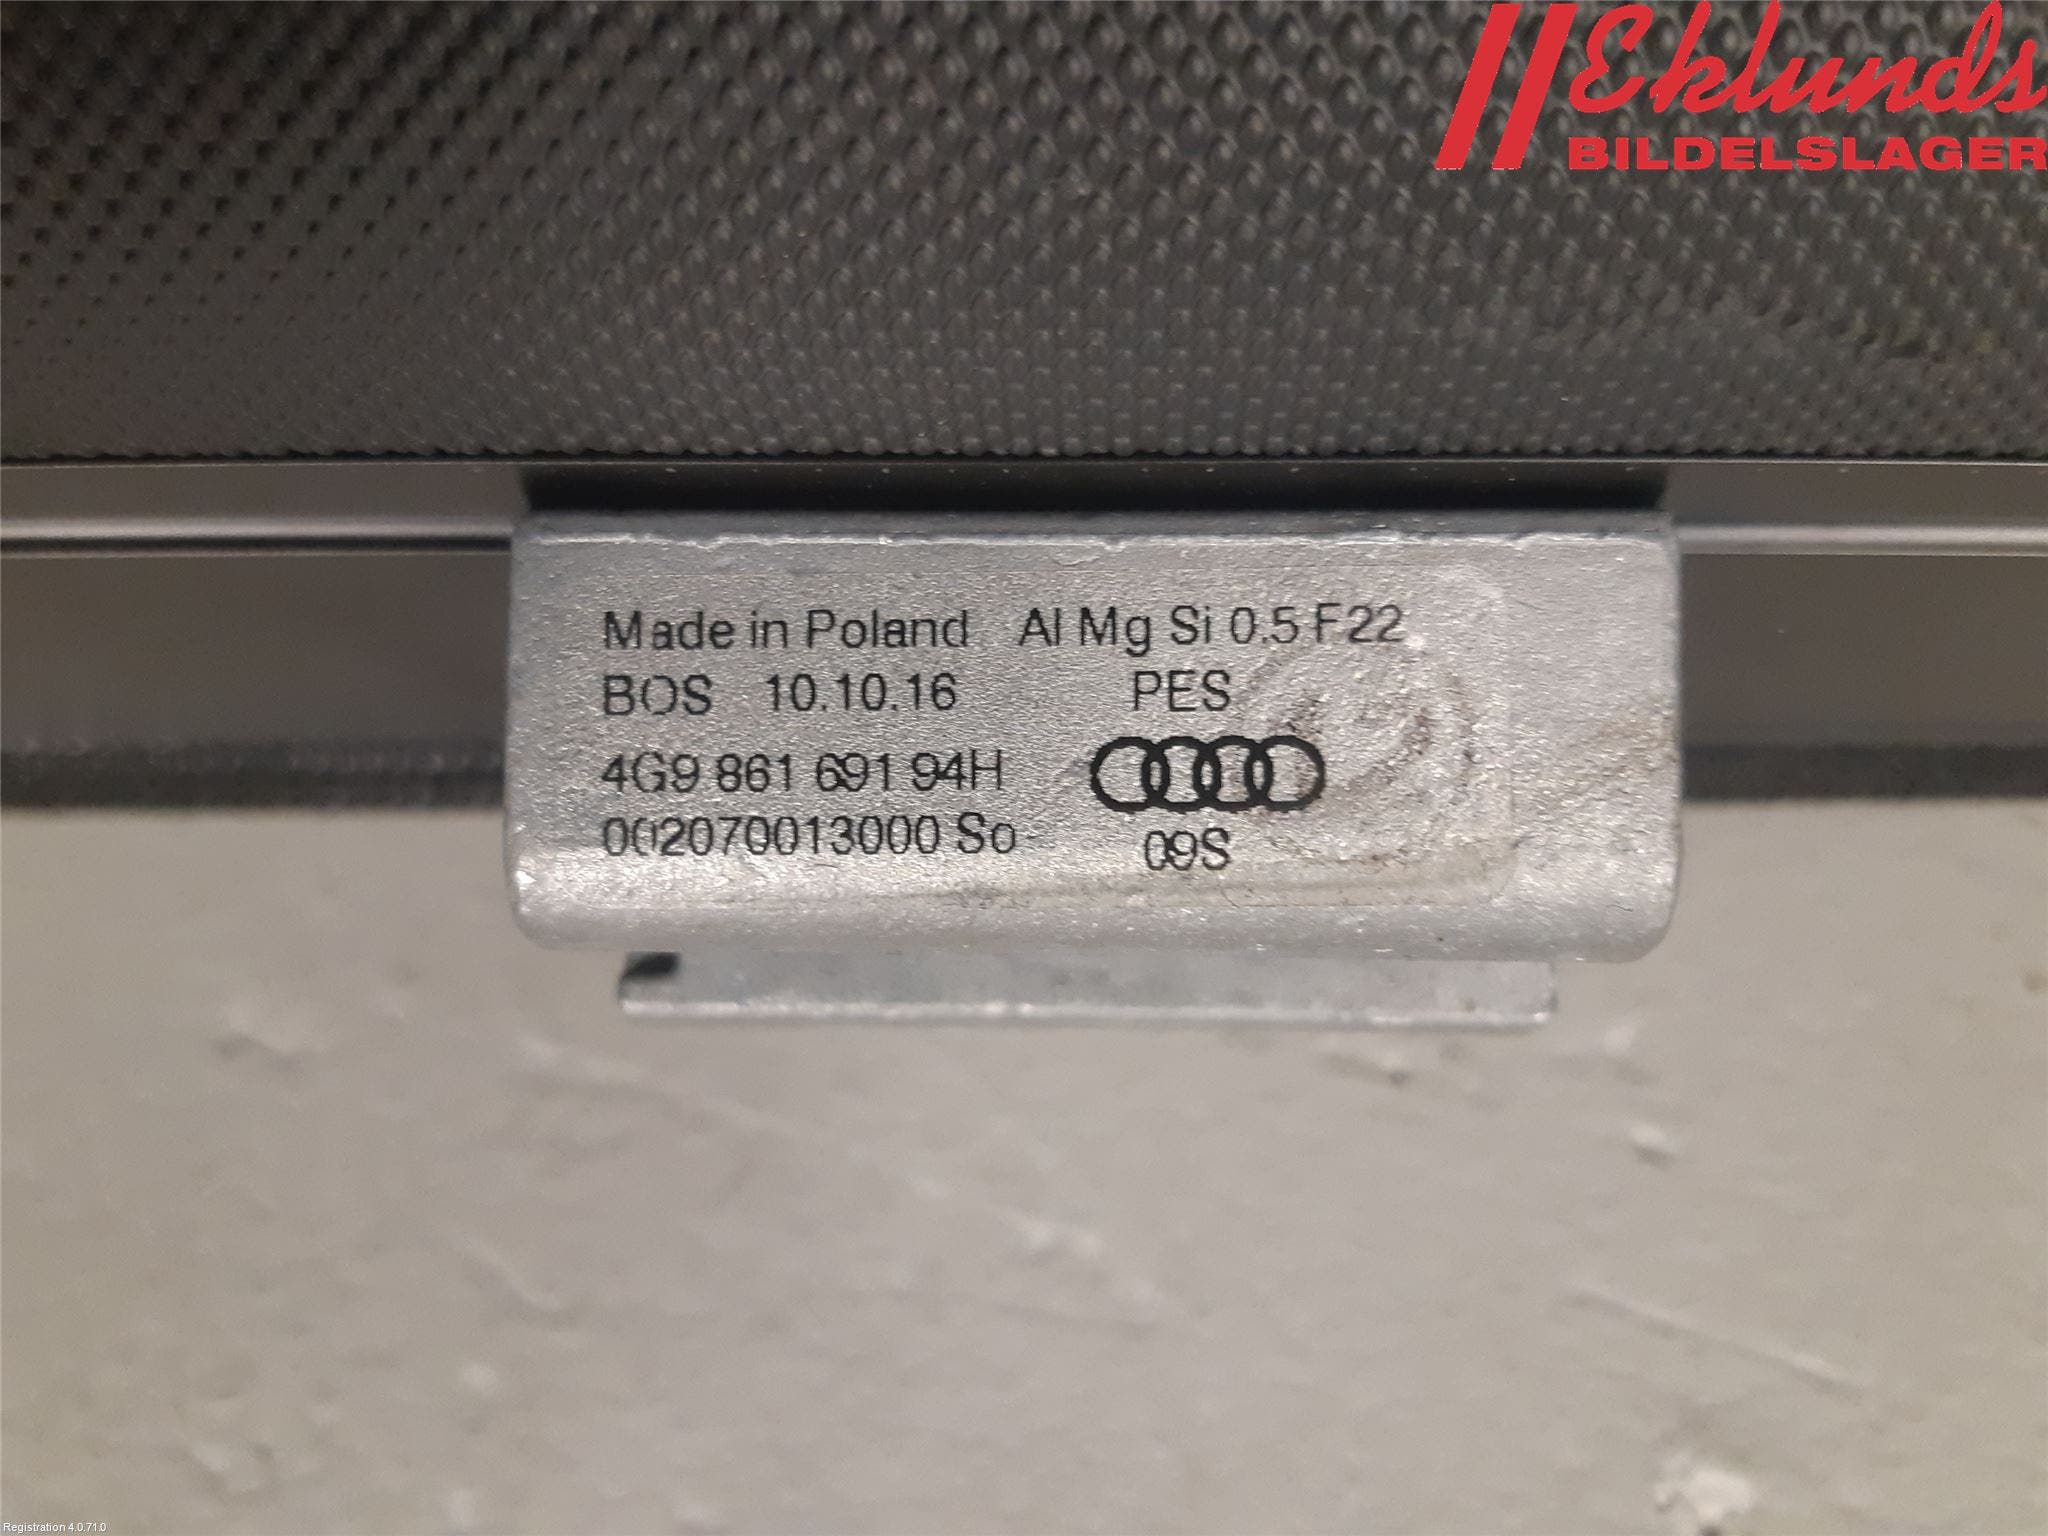 Eklunds
BILDELSLAGER
Made in Poland Al Mg Si 0.5 F22
BOS 10.10.16 PES
4G9 861 691 94H
002070013000 So 09S
Registration 4.0.71.0